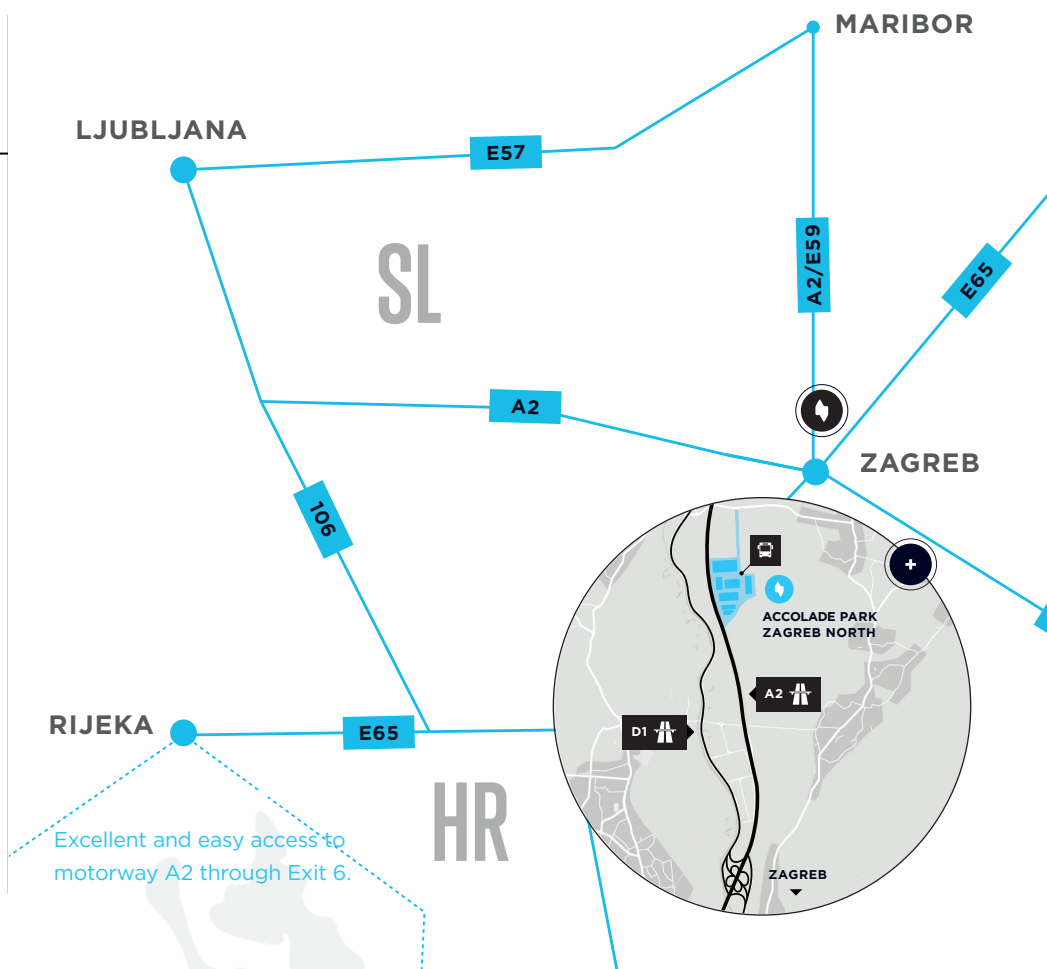 MARIBOR
LJUBLJANA
E57
SL
A2/E59
E65
A2
ZAGREB
106
ACCOLADE PARK
ZAGREB NORTH
A2
D1
RIJEKA
E65
HR
Excellent and easy access to
motorway A2 through Exit 6.
ZAGREB